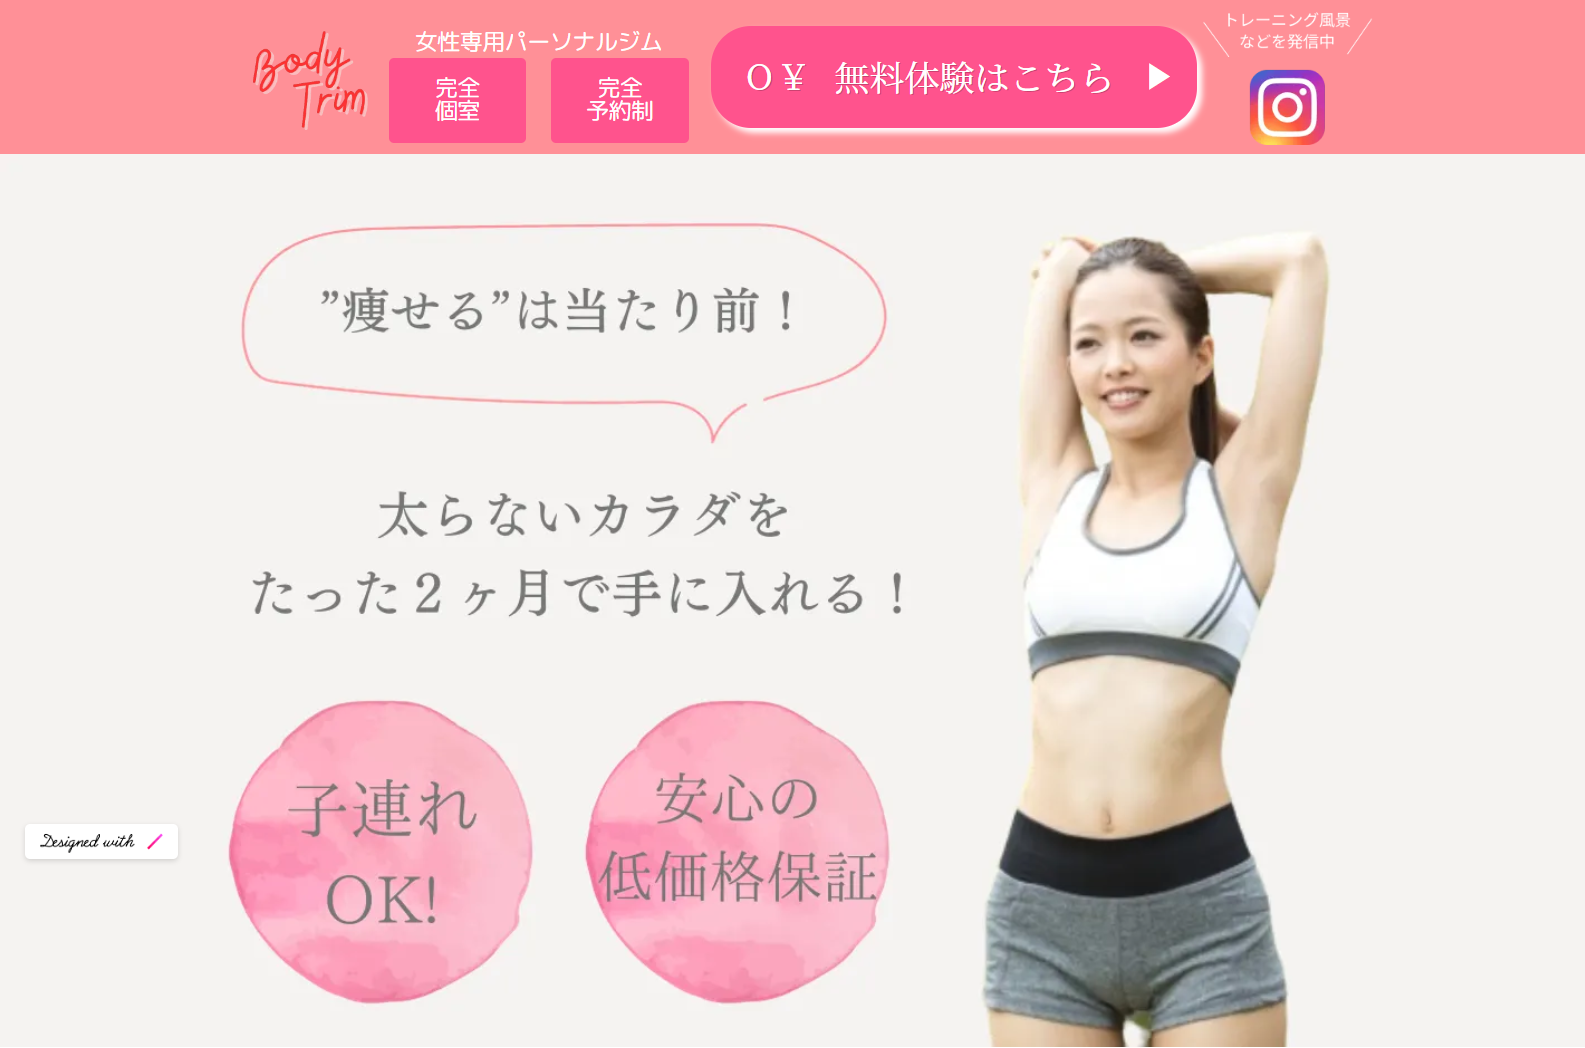 Body
Trim
女性専用パーソナルジム
完全
個室
完全
予約制
О￥ 無料体験はこちら ▶
トレーニング風景
などを発信中
”痩せる”は当たり前！
太らないカラダを
たった２ヶ月で手に入れる！
子連れ
OK!
安心の
低価格保証
Designed with